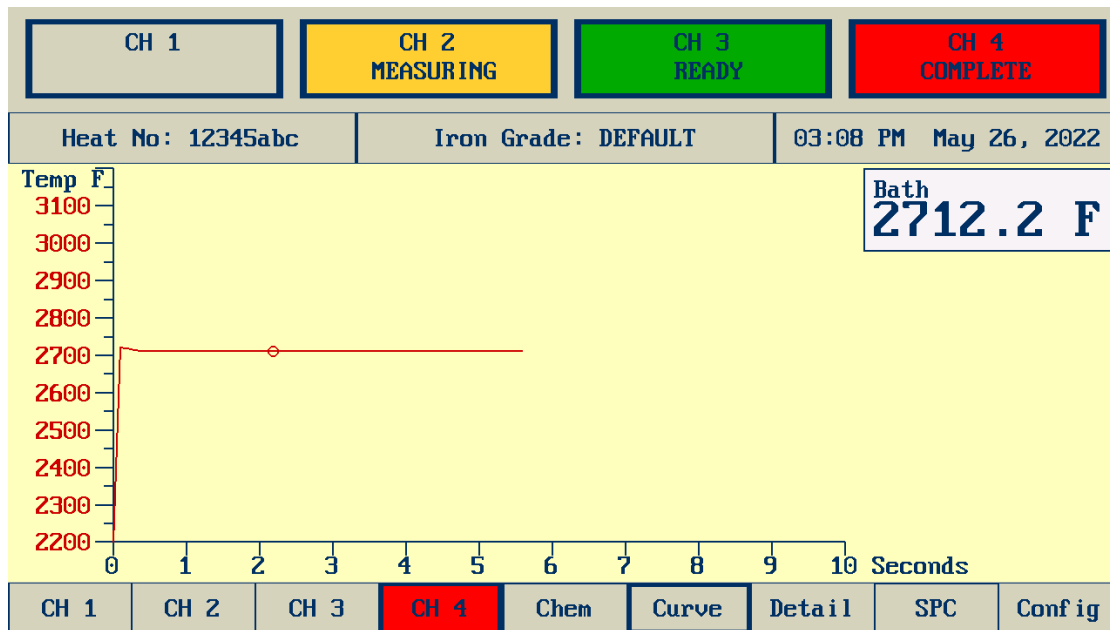 CH 1
CH 2
MEASURING
CH 3
READY
CH 4
COMPLETE
Heat No: 12345abc
Iron Grade: DEFAULT
03:08 PM May 26, 2022
Temp F
Bath
2712.2 F
3100
3000
2900
2800
2700
2600
2500
2400
2300
2200
0 1 2 3 4 5 6 7 8 9 10 Seconds
CH 1 CH 2 CH 3 CH 4 Chem Curve Detail SPC Config